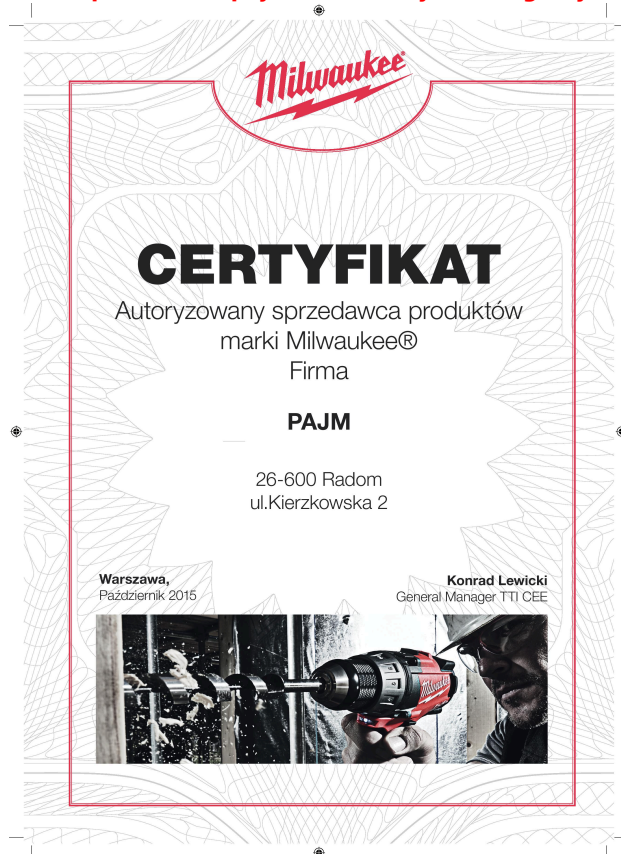 Milwaukee®
CERTYFIKAT
Autoryzowany sprzedawca produktów
marki Milwaukee®
Firma
PAJM
26-600 Radom
ul.Kierzkowska 2
Warszawa,
Październik 2015
Konrad Lewicki
General Manager TTI CEE
Milwaukee